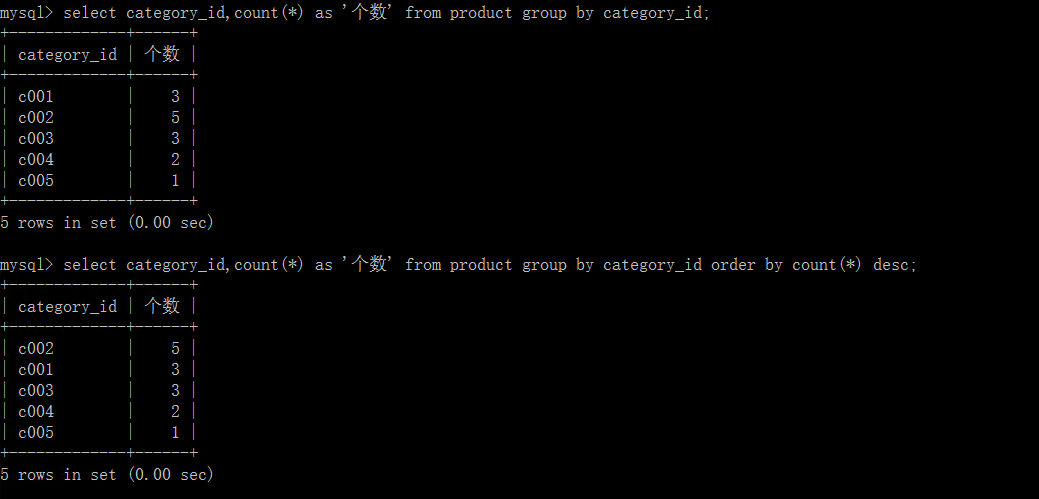 mysql> select category_id,count(*) as '个数' from product group by category_id;
+-------------+------+
| category_id | 个数 |
+-------------+------+
| c001        |    3 |
| c002        |    5 |
| c003        |    3 |
| c004        |    2 |
| c005        |    1 |
+-------------+------+
5 rows in set (0.00 sec)

mysql> select category_id,count(*) as '个数' from product group by category_id order by count(*) desc;
+-------------+------+
| category_id | 个数 |
+-------------+------+
| c002        |    5 |
| c001        |    3 |
| c003        |    3 |
| c004        |    2 |
| c005        |    1 |
+-------------+------+
5 rows in set (0.00 sec)